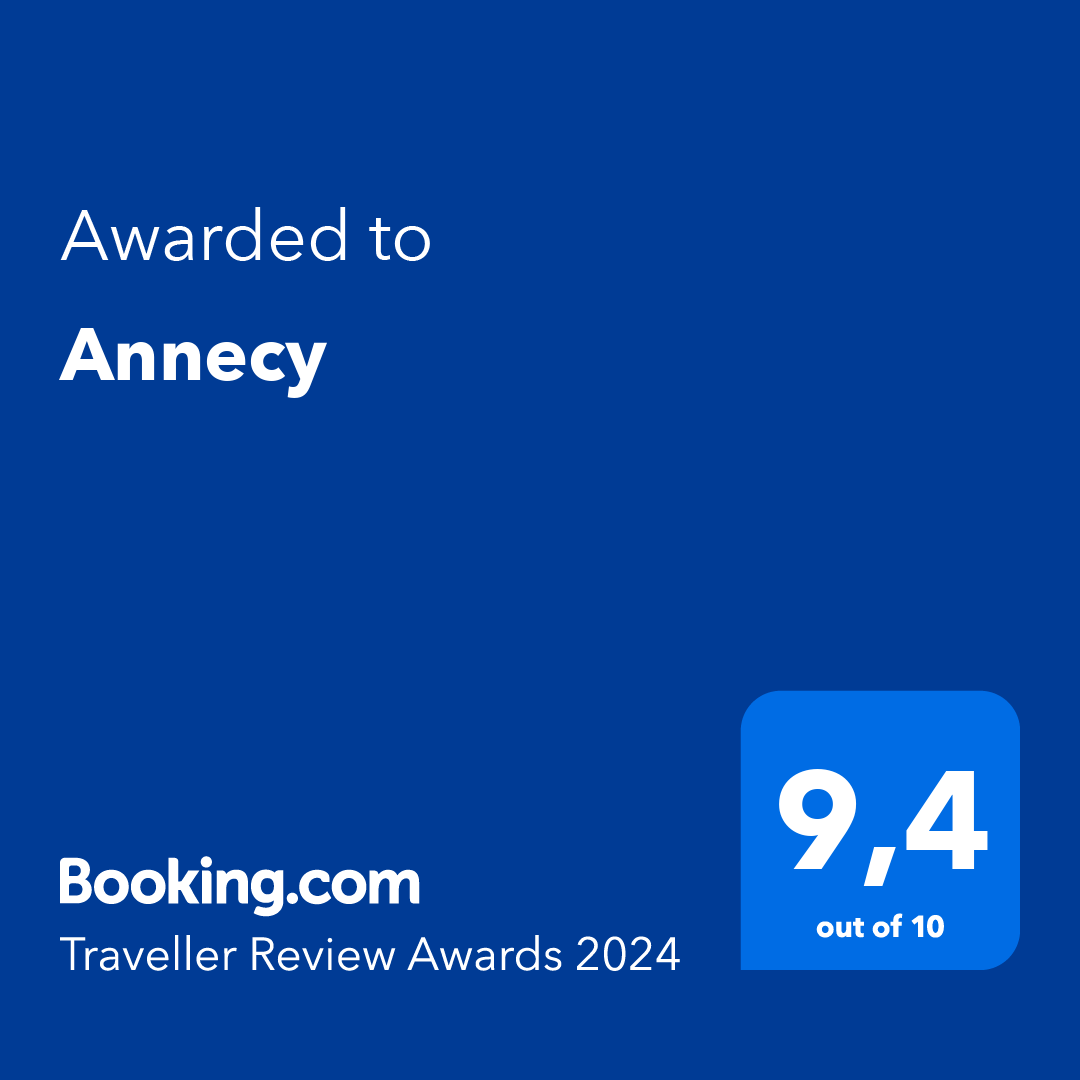 Awarded to
Annecy
9,4
out of 10
Booking.com
Traveller Review Awards 2024